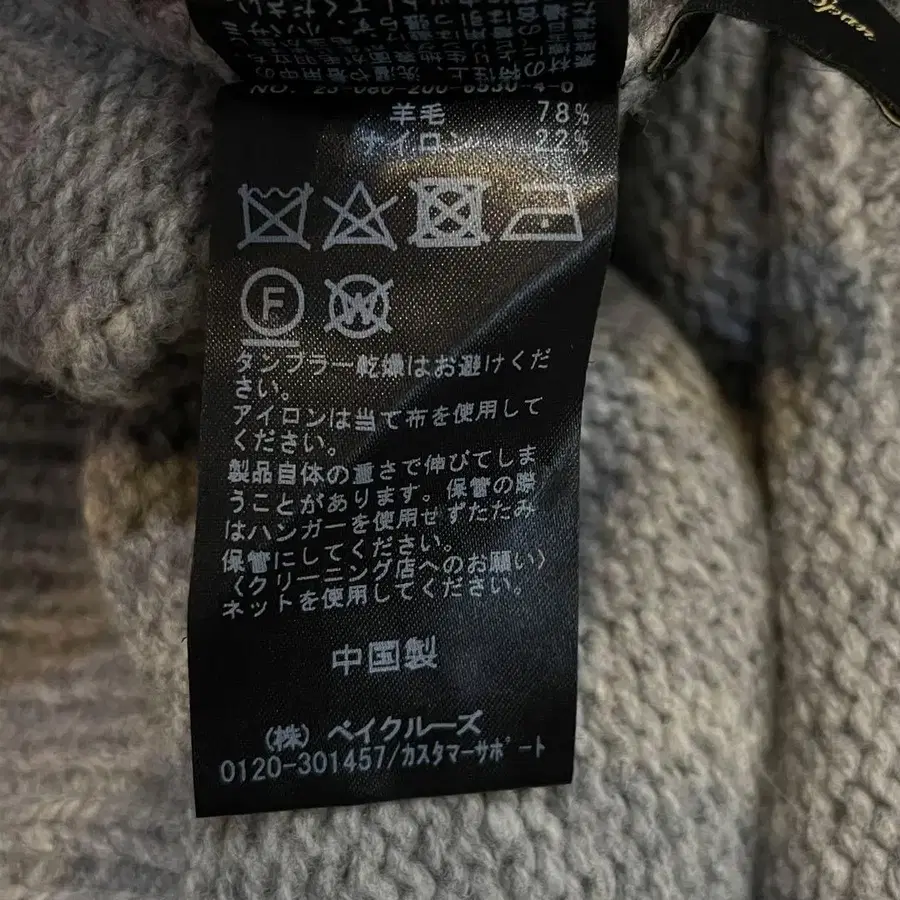 羊毛 78%
ナイロン 22%
F
W
タンブラー乾燥はお避けくだ
さい。
アイロンは当て布を使用して
ください。
製品自体の重さで伸びてしま
うことがあります。保管の際
はハンガーを使用せずたたみ
保管にしてください。
〈クリーニング店へのお願い〉
ネットを使用してください。
中国製
(株) ベイクルーズ
0120-301457/カスタマーサポート